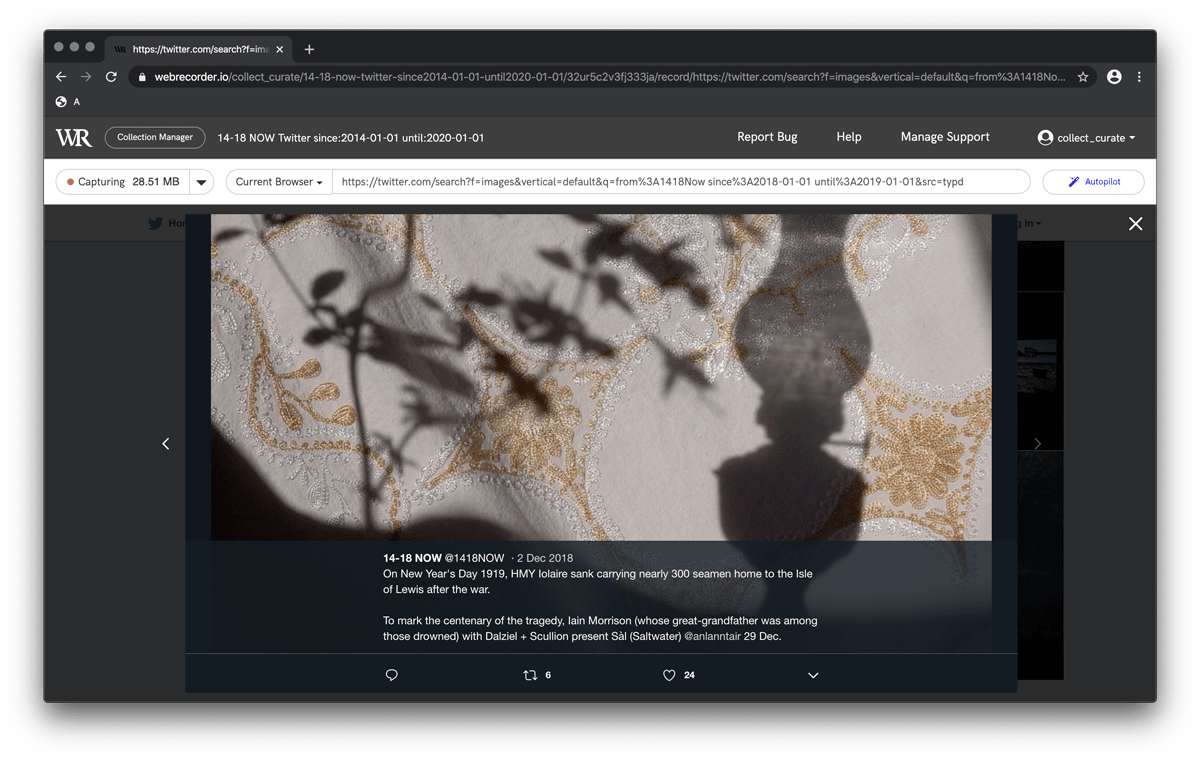 https://twitter.com/search?f=ima
webrecorder.io/collect_curate/14-18-now-twitter-since2014-01-01-until2020-01-01/32ur5c2v3fj333ja/record/https://twitter.com/search?f=images&vertical=default&q=from%3A1418No...
A
WR
Collection Manager
14-18 NOW Twitter since:2014-01-01 until:2020-01-01
Report Bug
Help
Manage Support
collect_curate
Capturing 28.51 MB
Current Browser
https://twitter.com/search?f=images&vertical=default&q=from%3A1418Now since%3A2018-01-01 until%3A2019-01-01&src=typd
Autopilot
14-18 NOW @1418NOW · 2 Dec 2018
On New Year's Day 1919, HMY Iolaire sank carrying nearly 300 seamen home to the Isle
of Lewis after the war.
To mark the centenary of the tragedy, Iain Morrison (whose great-grandfather was among
those drowned) with Dalziel + Scullion present Sàl (Saltwater) @anlanntair 29 Dec.
6
24